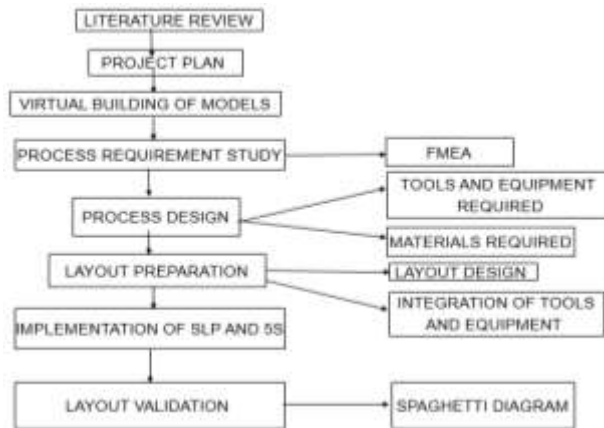 LITERATURE REVIEW
PROJECT PLAN
VIRTUAL BUILDING OF MODELS
PROCESS REQUIREMENT STUDY
FMEA
PROCESS DESIGN
TOOLS AND EQUIPMENT
REQUIRED
MATERIALS REQUIRED
LAYOUT PREPARATION
LAYOUT DESIGN
INTEGRATION OF TOOLS
AND EQUIPMENT
IMPLEMENTATION OF SLP AND 5S
LAYOUT VALIDATION
SPAGHETTI DIAGRAM